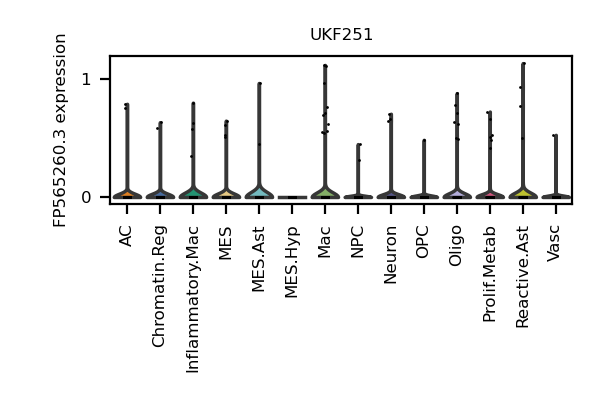 UKF251
FP565260.3 expression
1
0
AC
Chromatin.Reg
Inflammatory.Mac
MES
MES.Ast
MES.Hyp
Mac
NPC
Neuron
OPC
Oligo
Prolif.Metab
Reactive.Ast
Vasc